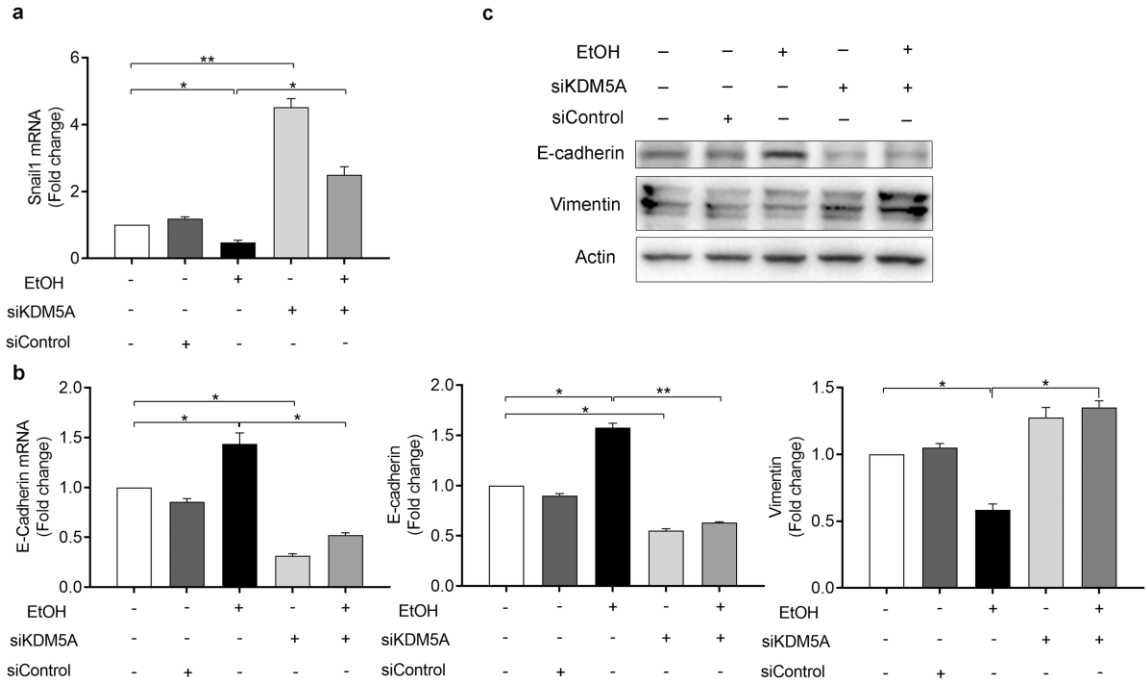 a
Snail1 mRNA
(Fold change)
6
4
2
0
**
*
*
EtOH - - + - +
siKDM5A - - - + +
siControl - + - - -
c
EtOH – – + – +
siKDM5A – – – + +
siControl – + – – –
E-cadherin
Vimentin
Actin
b
E-Cadherin mRNA
(Fold change)
2.0
1.5
1.0
0.5
0.0
*
*
*
EtOH - - + - +
siKDM5A - - - + +
siControl - + - - -
E-cadherin
(Fold change)
2.0
1.5
1.0
0.5
0.0
*
**
*
EtOH - - + - +
siKDM5A - - - + +
siControl - + - - -
Vimentin
(Fold change)
1.5
1.0
0.5
0.0
*
*
EtOH - - + - +
siKDM5A - - - + +
siControl - + - - -